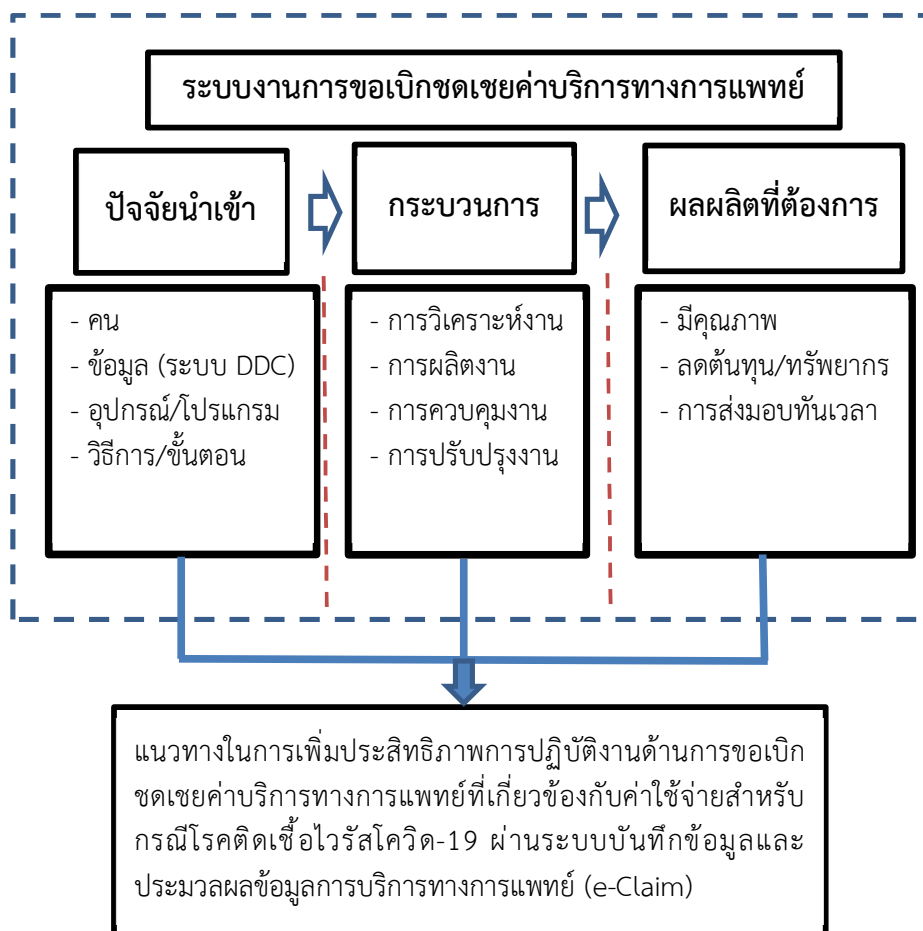 ระบบงานการขอเบิกชดเชยค่าบริการทางการแพทย์
ปัจจัยนำเข้า
กระบวนการ
ผลผลิตที่ต้องการ
- คน
- ข้อมูล (ระบบ DDC)
- อุปกรณ์/โปรแกรม
- วิธีการ/ขั้นตอน
- การวิเคราะห์งาน
- การผลิตงาน
- การควบคุมงาน
- การปรับปรุงงาน
- มีคุณภาพ
- ลดต้นทุน/ทรัพยากร
- การส่งมอบทันเวลา
แนวทางในการเพิ่มประสิทธิภาพการปฏิบัติงานด้านการขอเบิก
ชดเชยค่าบริการทางการแพทย์ที่เกี่ยวข้องกับค่าใช้จ่ายสำหรับ
กรณีโรคติดเชื้อไวรัสโควิด-19 ผ่านระบบบันทึกข้อมูลและ
ประมวลผลข้อมูลการบริการทางการแพทย์ (e-Claim)